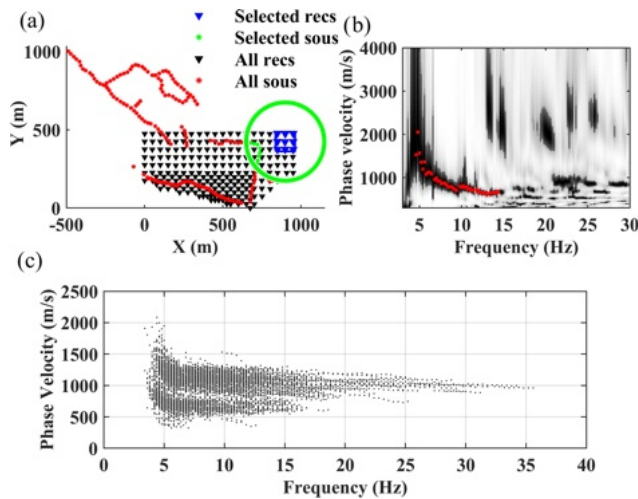 (a)
Selected recs
Selected sous
All recs
All sous
1000
500
0
Y (m)
-500 0 500 1000
X (m)
(b)
4000
3000
2000
1000
Phase velocity (m/s)
5 10 15 20 25 30
Frequency (Hz)
(c)
2500
2000
1500
1000
500
0
Phase Velocity (m/s)
0 5 10 15 20 25 30 35 40
Frequency (Hz)